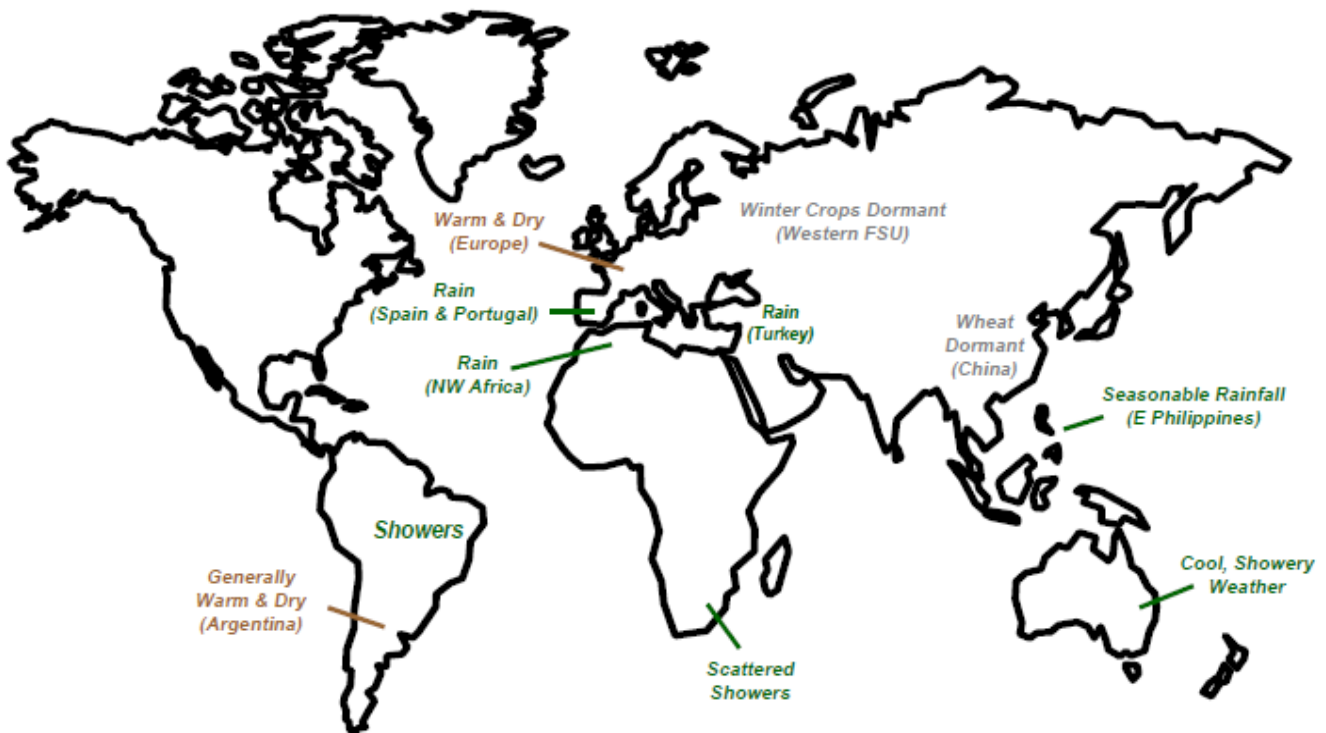 Warm & Dry
(Europe)
Winter Crops Dormant
(Western FSU)
Rain
(Spain & Portugal)
Rain
(Turkey)
Wheat
Dormant
(China)
Rain
(NW Africa)
Seasonable Rainfall
(E Philippines)
Showers
Generally
Warm & Dry
(Argentina)
Cool, Showery
Weather
Scattered
Showers